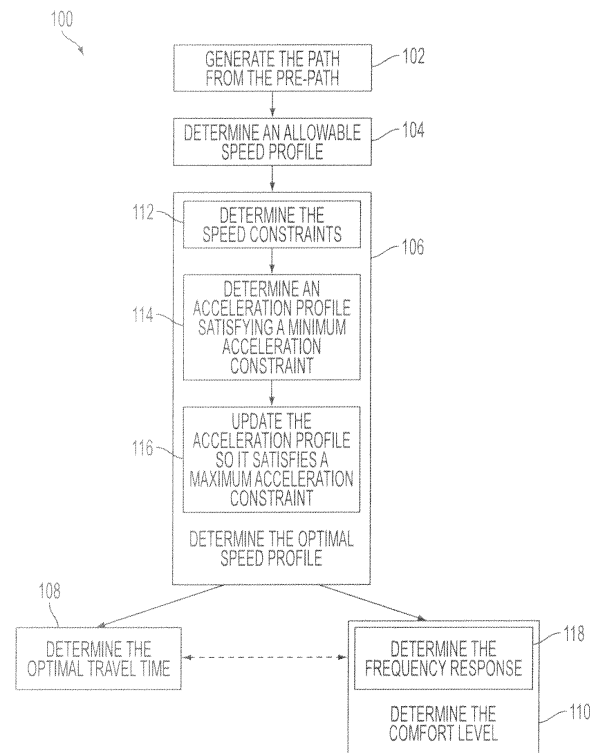 100
GENERATE THE PATH
FROM THE PRE-PATH
102
DETERMINE AN ALLOWABLE
SPEED PROFILE
104
106
112
DETERMINE THE
SPEED CONSTRAINTS
114
DETERMINE AN
ACCELERATION PROFILE
SATISFYING A MINIMUM
ACCELERATION
CONSTRAINT
116
UPDATE THE
ACCELERATION PROFILE
SO IT SATISFIES A
MAXIMUM ACCELERATION
CONSTRAINT
DETERMINE THE OPTIMAL
SPEED PROFILE
108
DETERMINE THE
OPTIMAL TRAVEL TIME
118
DETERMINE THE
FREQUENCY RESPONSE
110
DETERMINE THE
COMFORT LEVEL